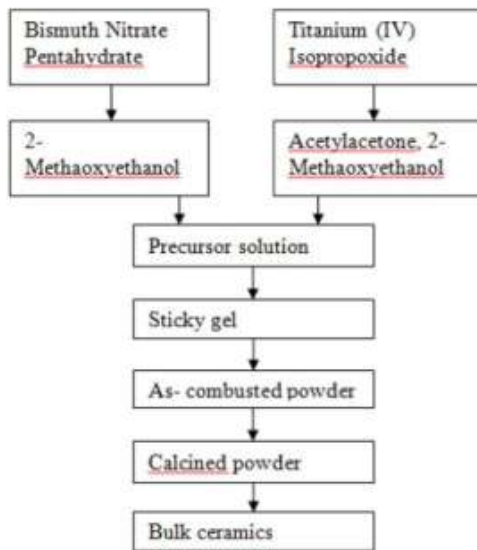 Bismuth Nitrate
Pentahydrate
Titanium (IV)
Isopropoxide
2-
Methaoxyethanol
Acetylacetone, 2-
Methaoxyethanol
Precursor solution
Sticky gel
As- combusted powder
Calcined powder
Bulk ceramics